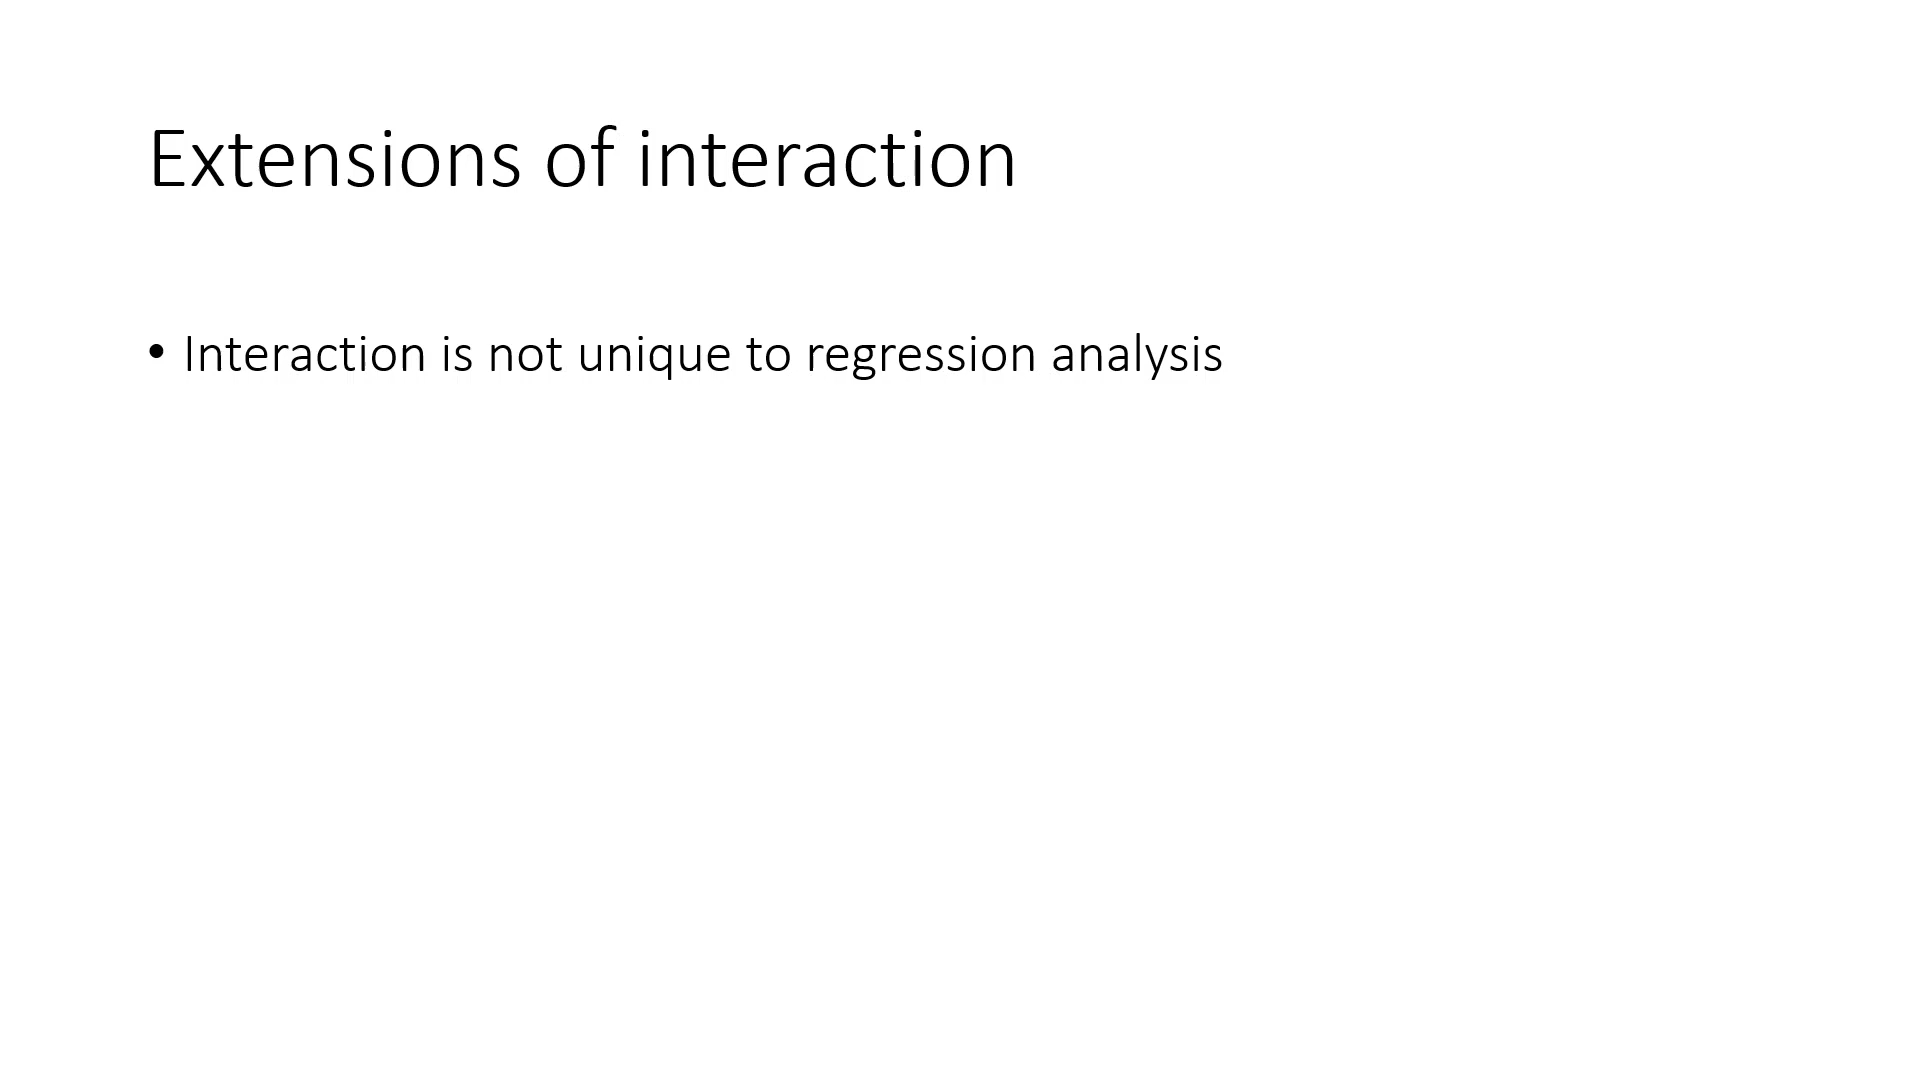 Extensions of interaction
• Interaction is not unique to regression analysis